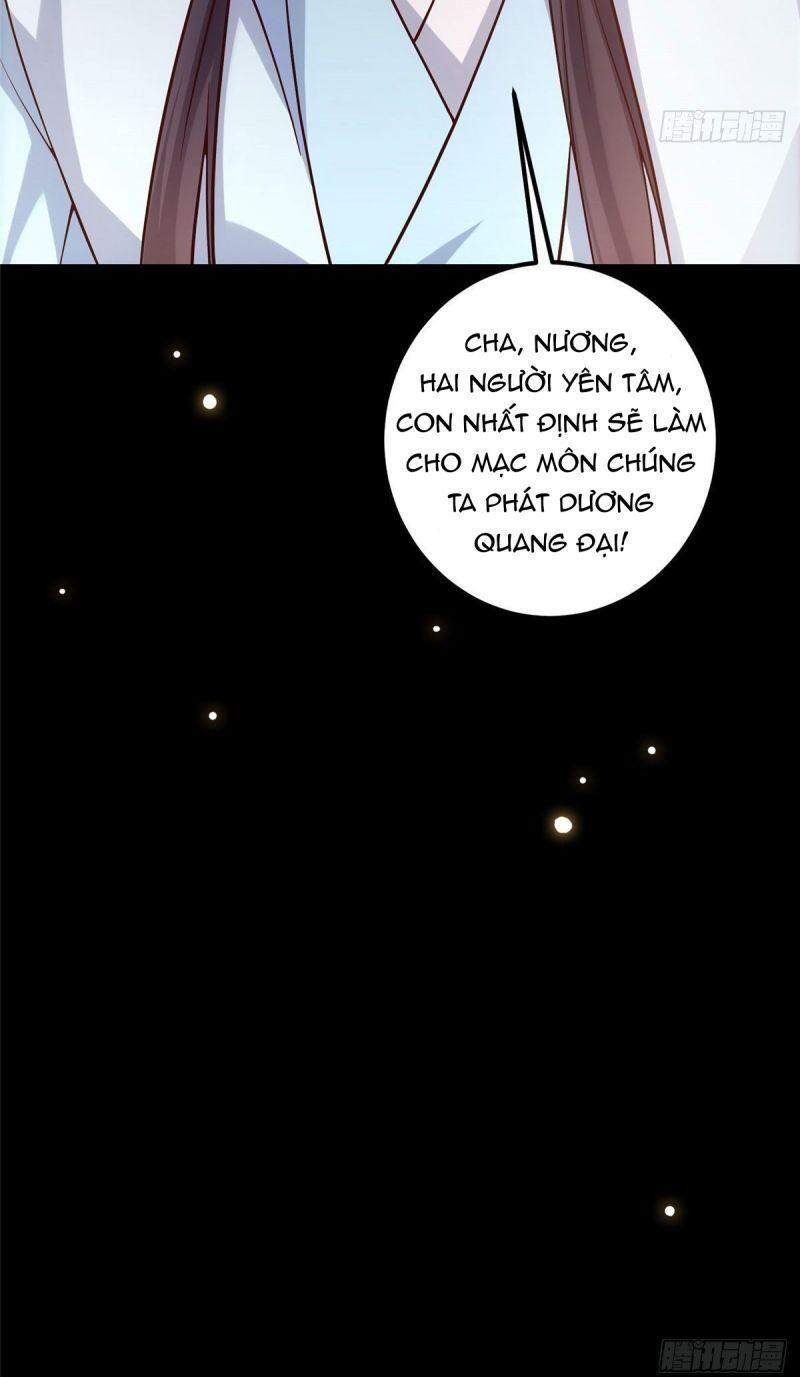 腾讯动漫
CHA, NƯƠNG,
HAI NGƯỜI YÊN TÂM,
CON NHẤT ĐỊNH SẼ LÀM
CHO MẠC MÔN CHÚNG
TA PHÁT DƯƠNG
QUANG ĐẠI!
腾讯动漫